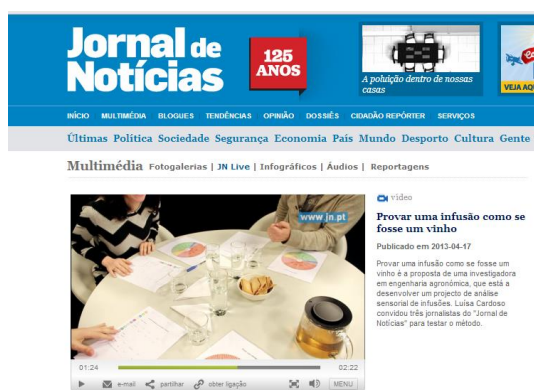 Jornal de
Notícias
125
ANOS
A poluição dentro de nossas
casas
VEJA AQ
INÍCIO MULTIMÉDIA BLOGUES TENDÊNCIAS OPINIÃO DOSSIÊS CIDADÃO REPÓRTER SERVIÇOS
Últimas Política Sociedade Segurança Economia País Mundo Desporto Cultura Gente
Multimédia Fotogalerias | JN Live | Infográficos | Áudios | Reportagens
www.jn.pt
vídeo
Provar uma infusão como se
fosse um vinho
Publicado em 2013-04-17
Provar uma infusão como se fosse um
vinho é a proposta de uma investigadora
em engenharia agronómica, que está a
desenvolver um projecto de análise
sensorial de infusões. Luísa Cardoso
convidou três jornalistas do "Jornal de
Notícias" para testar o método.
01:24 02:22
e-mail partilhar obter ligação MENU